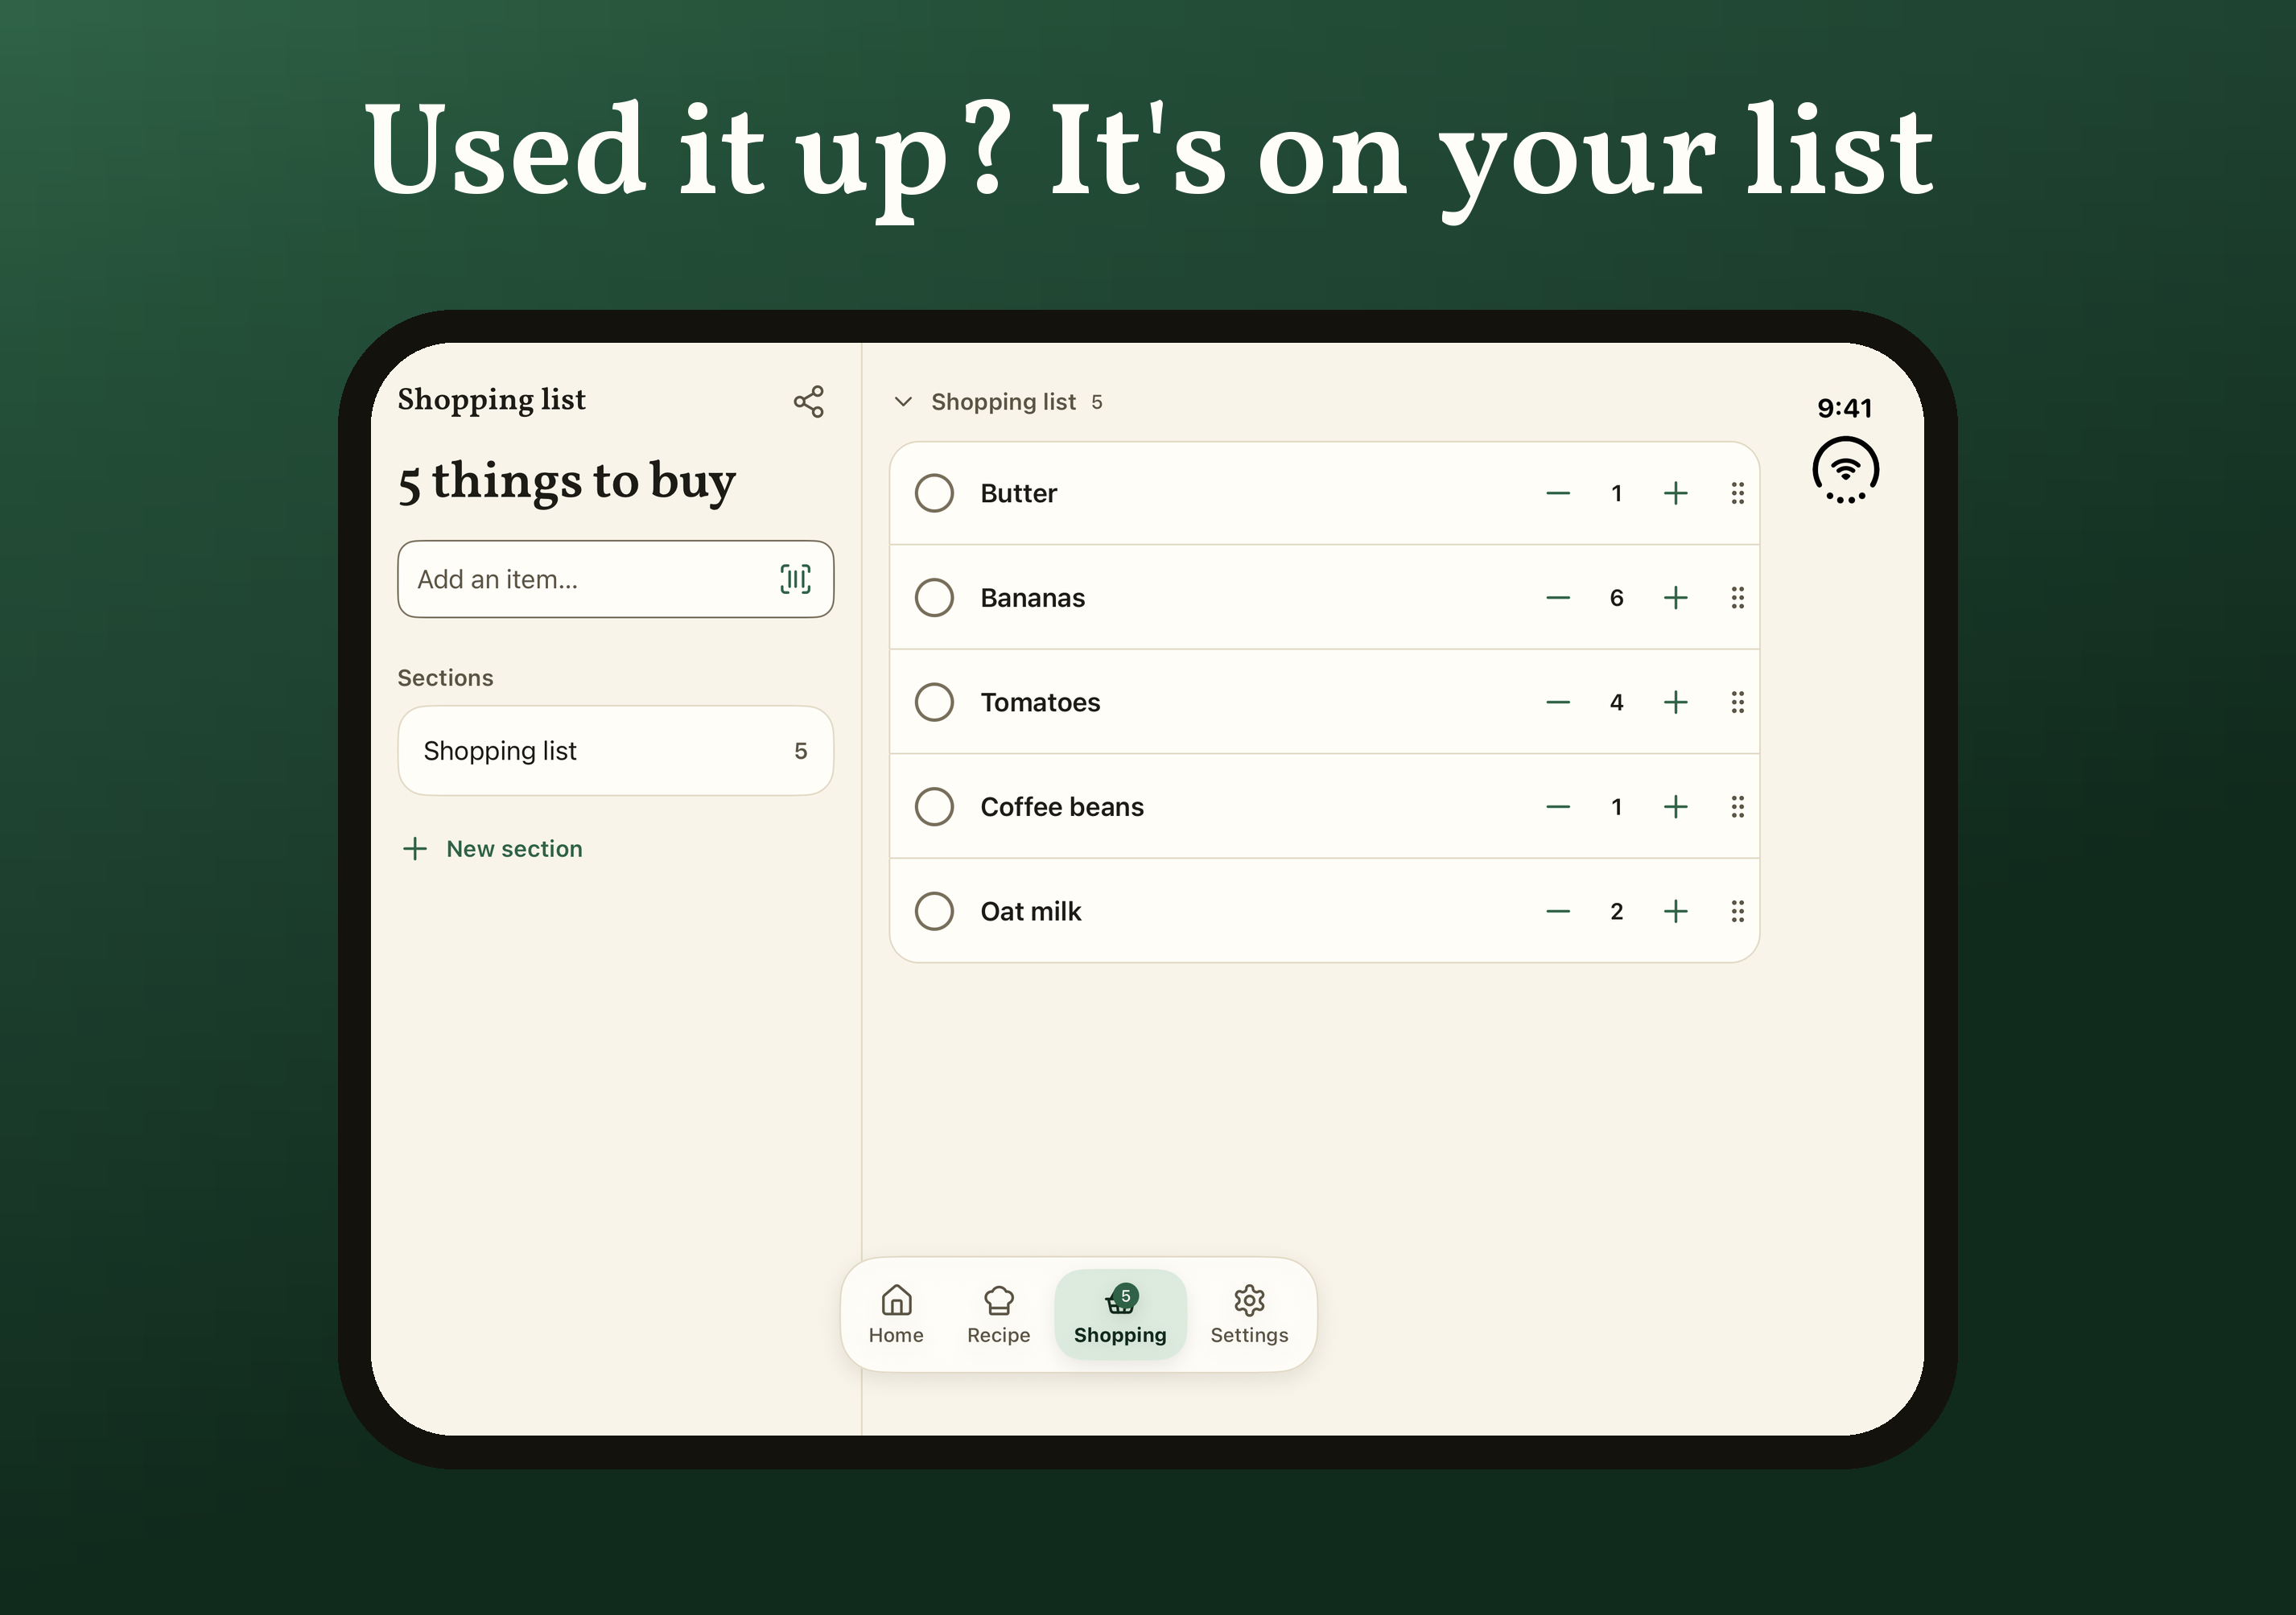 Used it up? It's on your list
Shopping list
5 things to buy
Add an item...
Sections
Shopping list 5
New section
Shopping list 5
Butter 1
Bananas 6
Tomatoes 4
Coffee beans 1
Oat milk 2
9:41
5
Home Recipe Shopping Settings